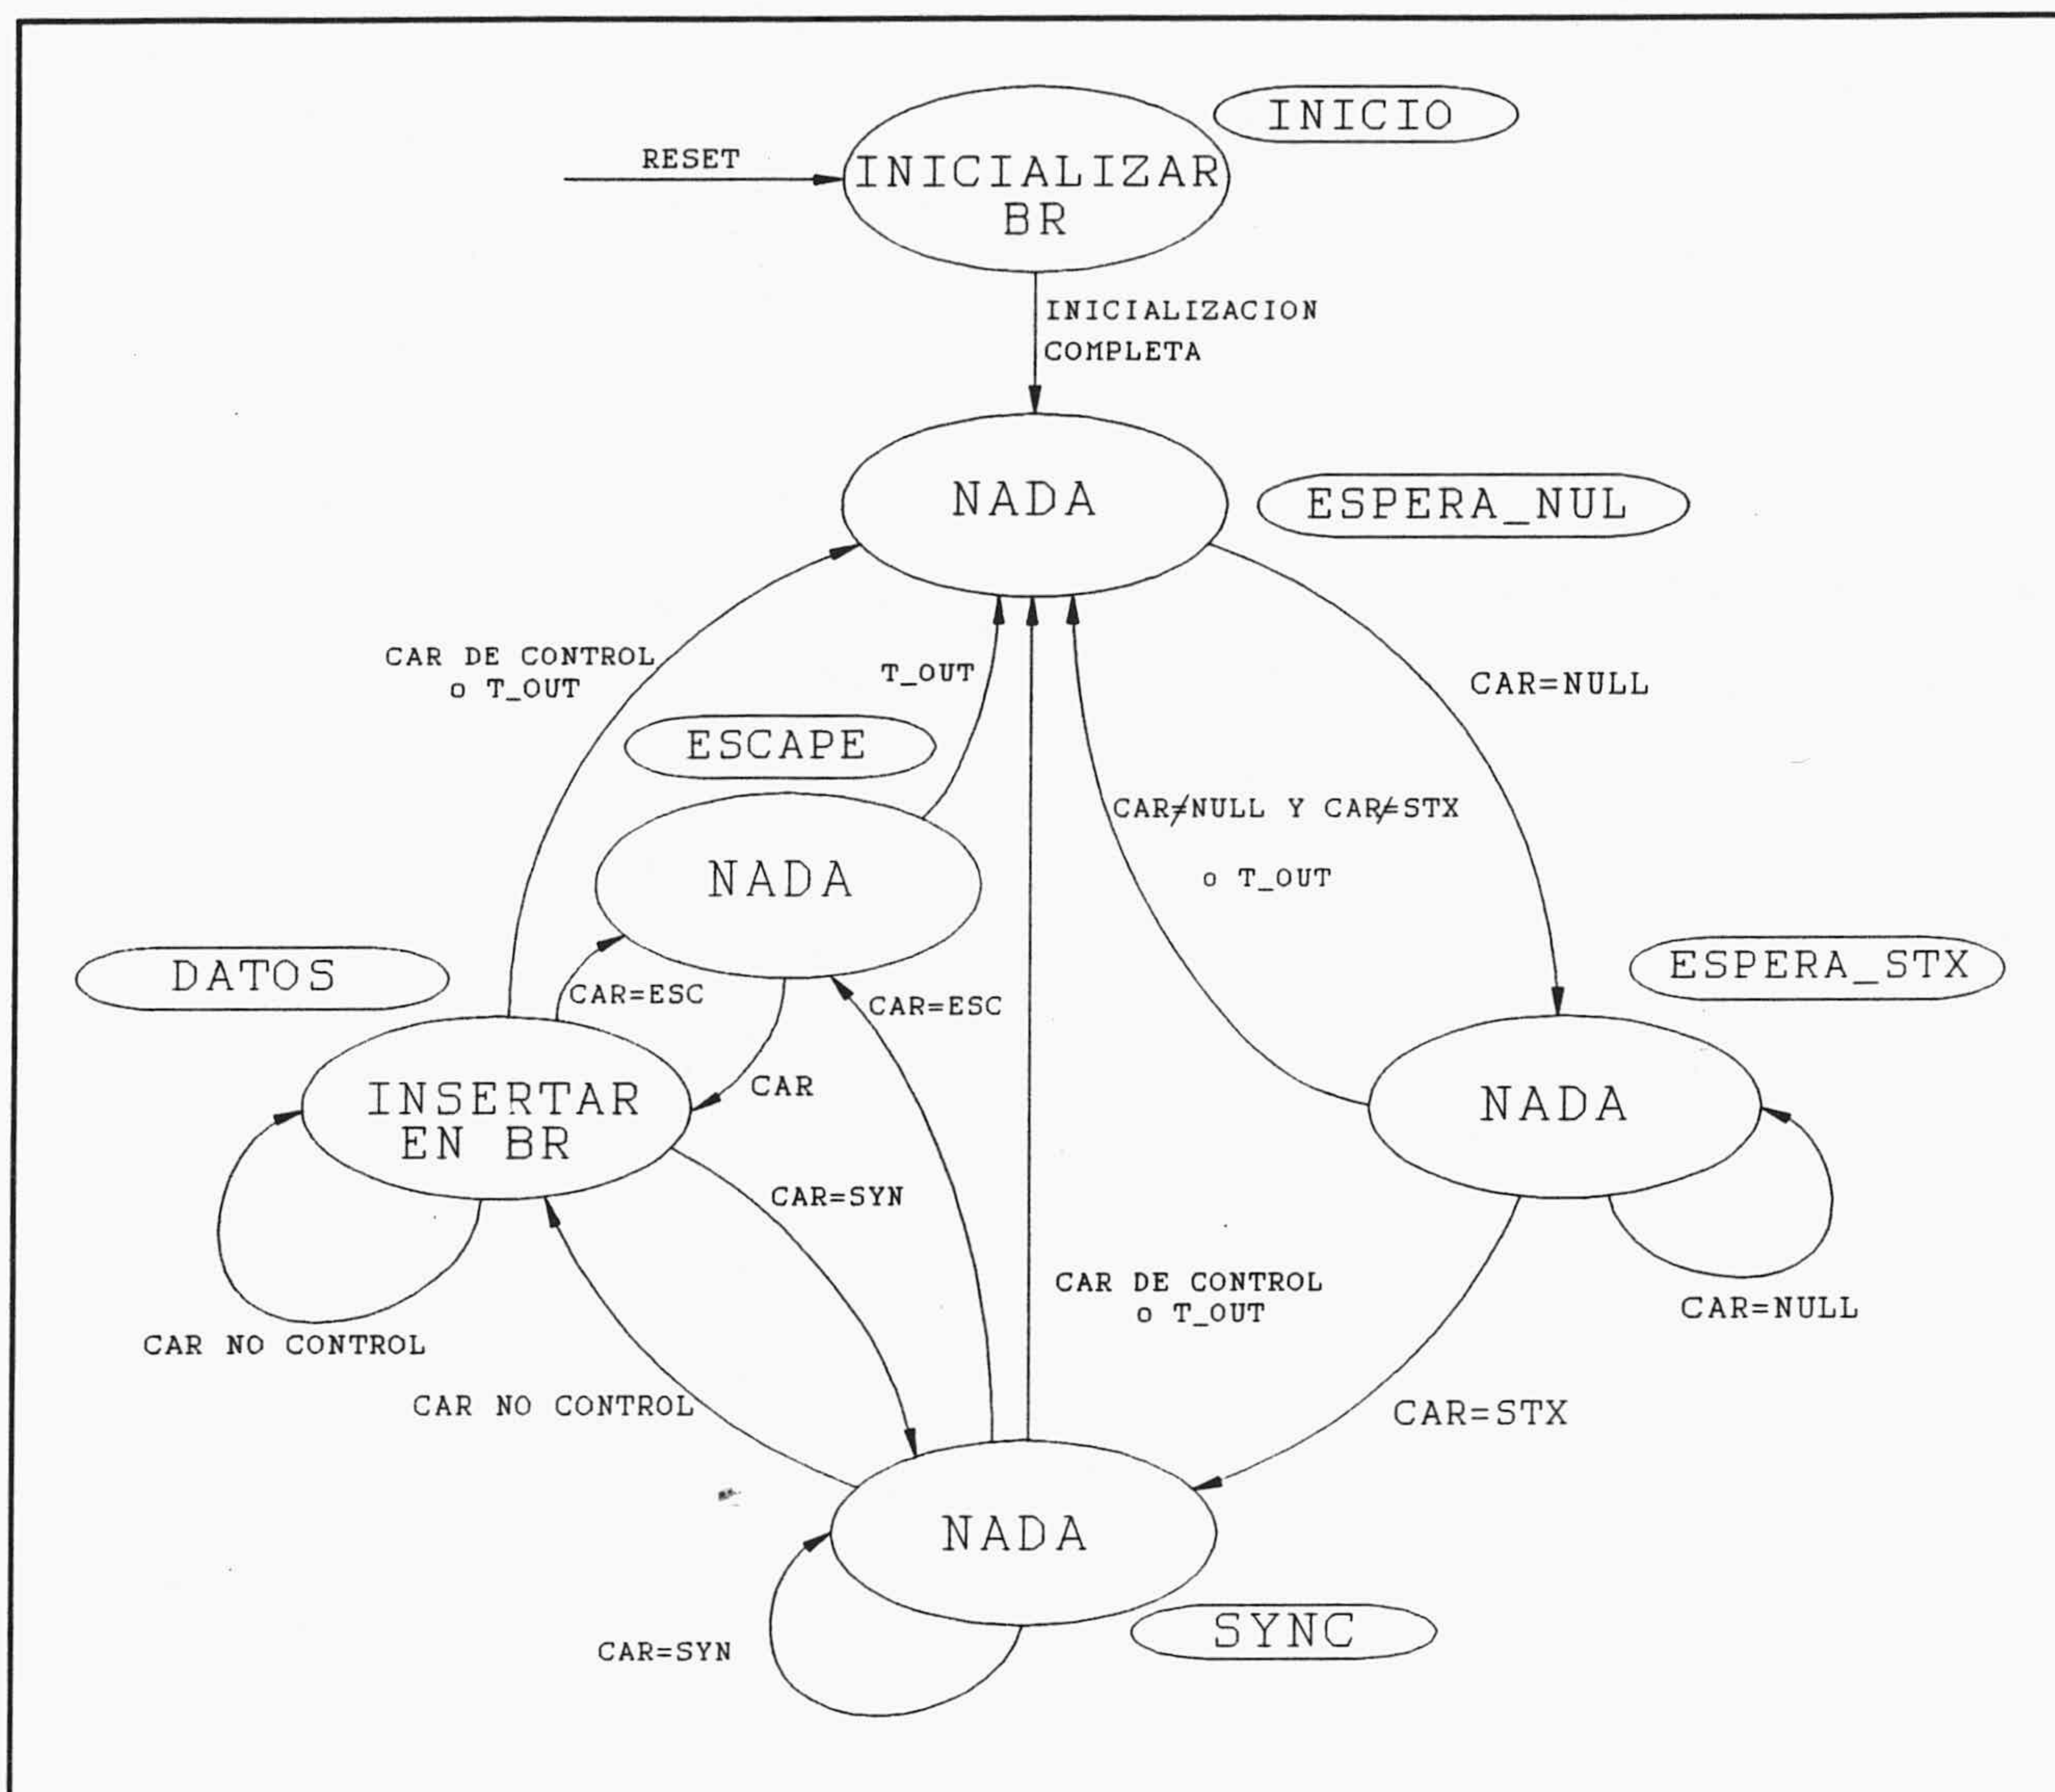 INICIO
RESET
INICIALIZAR
BR
INICIALIZACION
COMPLETA
NADA
ESPERA_NUL
CAR DE CONTROL
o T_OUT
T_OUT
CAR=NULL
ESCAPE
CAR≠NULL Y CAR≠STX
o T_OUT
NADA
DATOS
ESPERA_STX
CAR=ESC
CAR=ESC
CAR
INSERTAR
EN BR
NADA
CAR=SYN
CAR DE CONTROL
o T_OUT
CAR=NULL
CAR NO CONTROL
CAR NO CONTROL
CAR=STX
NADA
SYNC
CAR=SYN